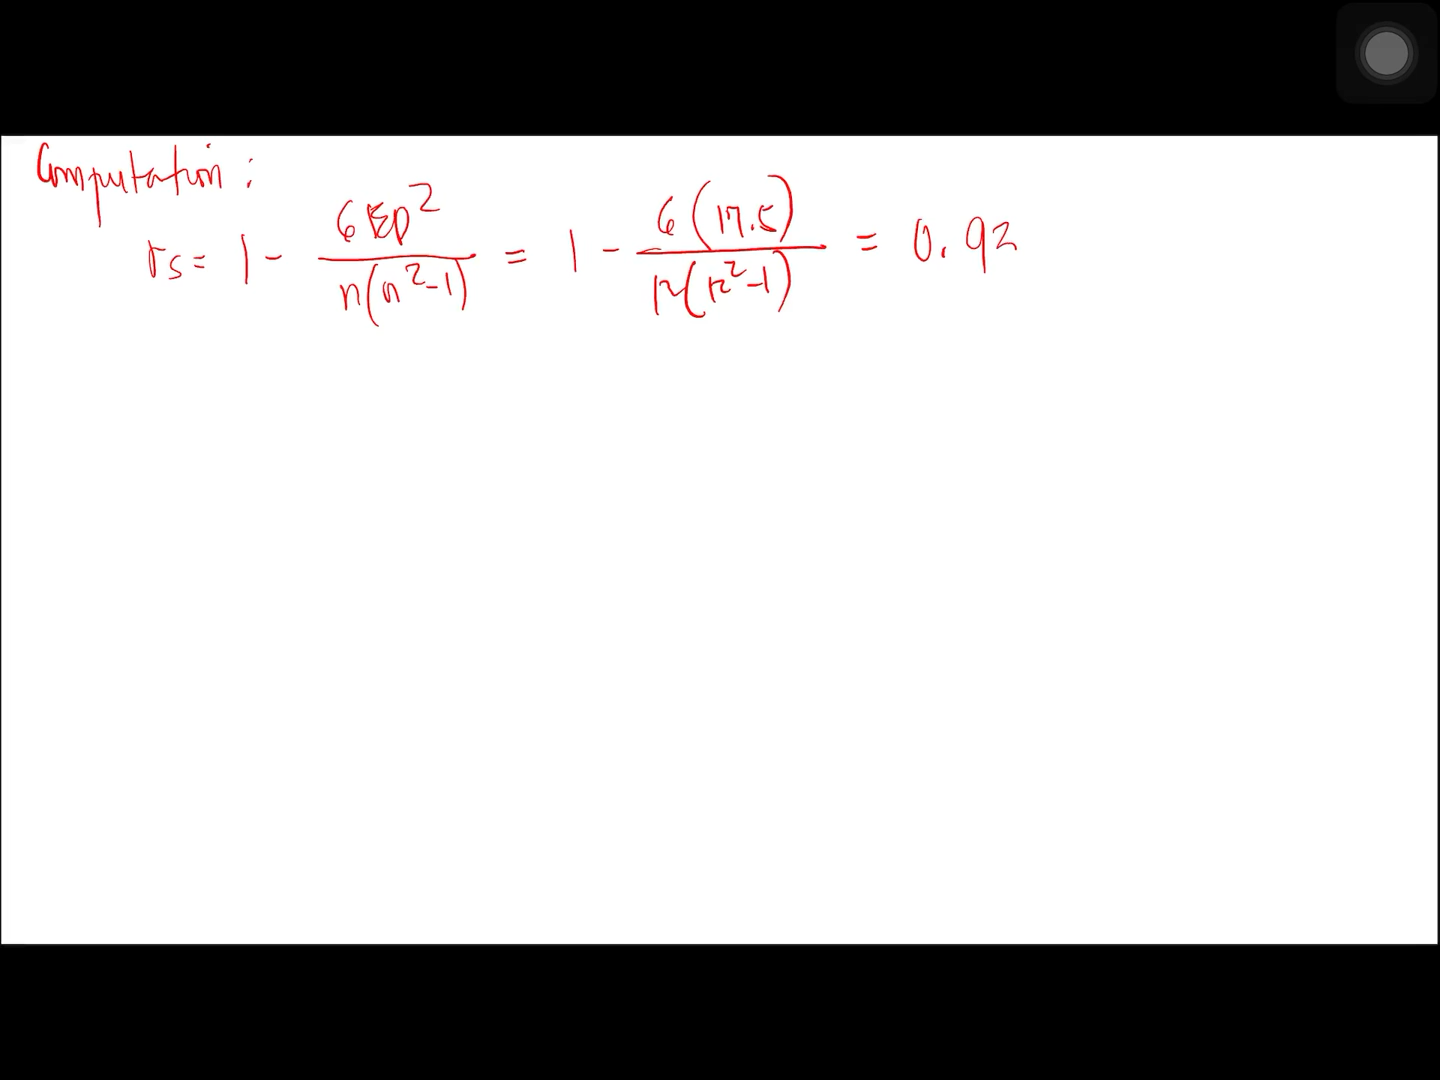 Computation:
rs = 1 - 6ΣD²/n(n²-1) = 1 - 6(17.5)/12(12²-1) = 0.92